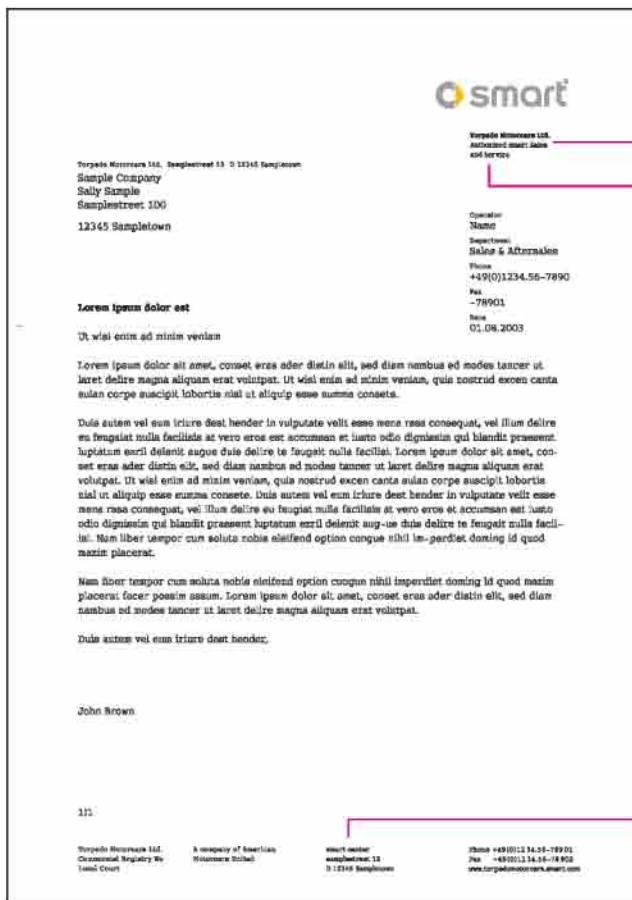 smart
Torpedo Motorcars Ltd.
Authorized smart Sales
and Service
Torpedo Motorcars Ltd. Samplestreet 13 D 12345 Sampletown
Sample Company
Sally Sample
Samplestreet 100
12345 Sampletown
Operator
Name
Department
Sales & Aftersales
Phone
+49(0)1234.56-7890
Fax
-78901
Date
01.08.2003
Lorem ipsum dolor est
Ut wisi enim ad minim veniam
Lorem ipsum dolor sit amet, conset eras ader distin elit, sed diam nambus ed modes tancer ut
laret delire magna aliquam erat volutpat. Ut wisi enim ad minim veniam, quis nostrud excen canta
aulan corpe suscipit lobortis nisl ut aliquip esse summa consete.
Duis autem vel eum iriure dest hender in vulputate velit esse mens rasa consequat, vel illum delire
eu feugiat nulla facilisis at vero eros est accumsan et iusto odio dignissim qui blandit praesent
luptatum exril delenit augue duis delire te faugait nulla facilisi. Lorem ipsum dolor sit amet, con-
set eras ader distin elit, sed diam nambus ed modes tancer ut laret delire magna aliquam erat
volutpat. Ut wisi enim ad minim veniam, quis nostrud excen canta aulan corpe suscipit lobortis
nisl ut aliquip esse summa consete. Duis autem vel eum iriure dest hender in vulputate velit esse
mens rasa consequat, vel illum delire eu feugiat nulla facilisis at vero eros et accumsan est iusto
odio dignissim qui blandit praesent luptatum exril delenit aug-ue duis delire te feugait nulla facil-
isi. Nam liber tempor cum soluta nobis eleifend option congue nihil im-perdiet doming id quod
mazim placerat.
Nam liber tempor cum soluta nobis eleifend option congue nihil imperdiet doming id quod mazim
placerat facer possim assum. Lorem ipsum dolor sit amet, conset eras ader distin elit, sed diam
nambus ed modes tancer ut laret delire magna aliquam erat volutpat.
Duis autem vel eum iriure dest hender,
John Brown
1/1
Torpedo Motorcars Ltd.
Commercial Registry No
Local Court
A company of American
Motorcars United
smart center
samplestreet 13
D 12345 Sampletown
Phone +49(0)1234.56-78901
Fax +49(0)1234.56-78902
www.torpedomotorcars.smart.com